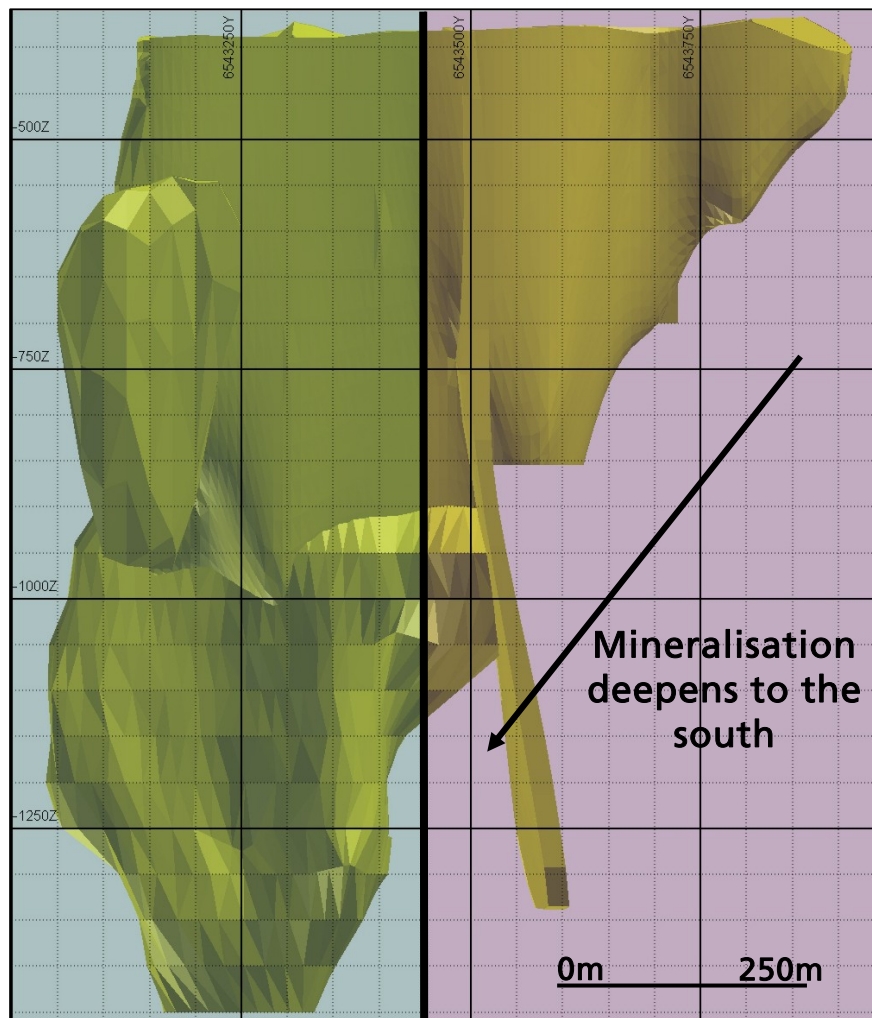 6543250Y
6543500Y
6543750Y
-500Z
-750Z
-1000Z
Mineralisation
deepens to the
south
-1250Z
0m 250m